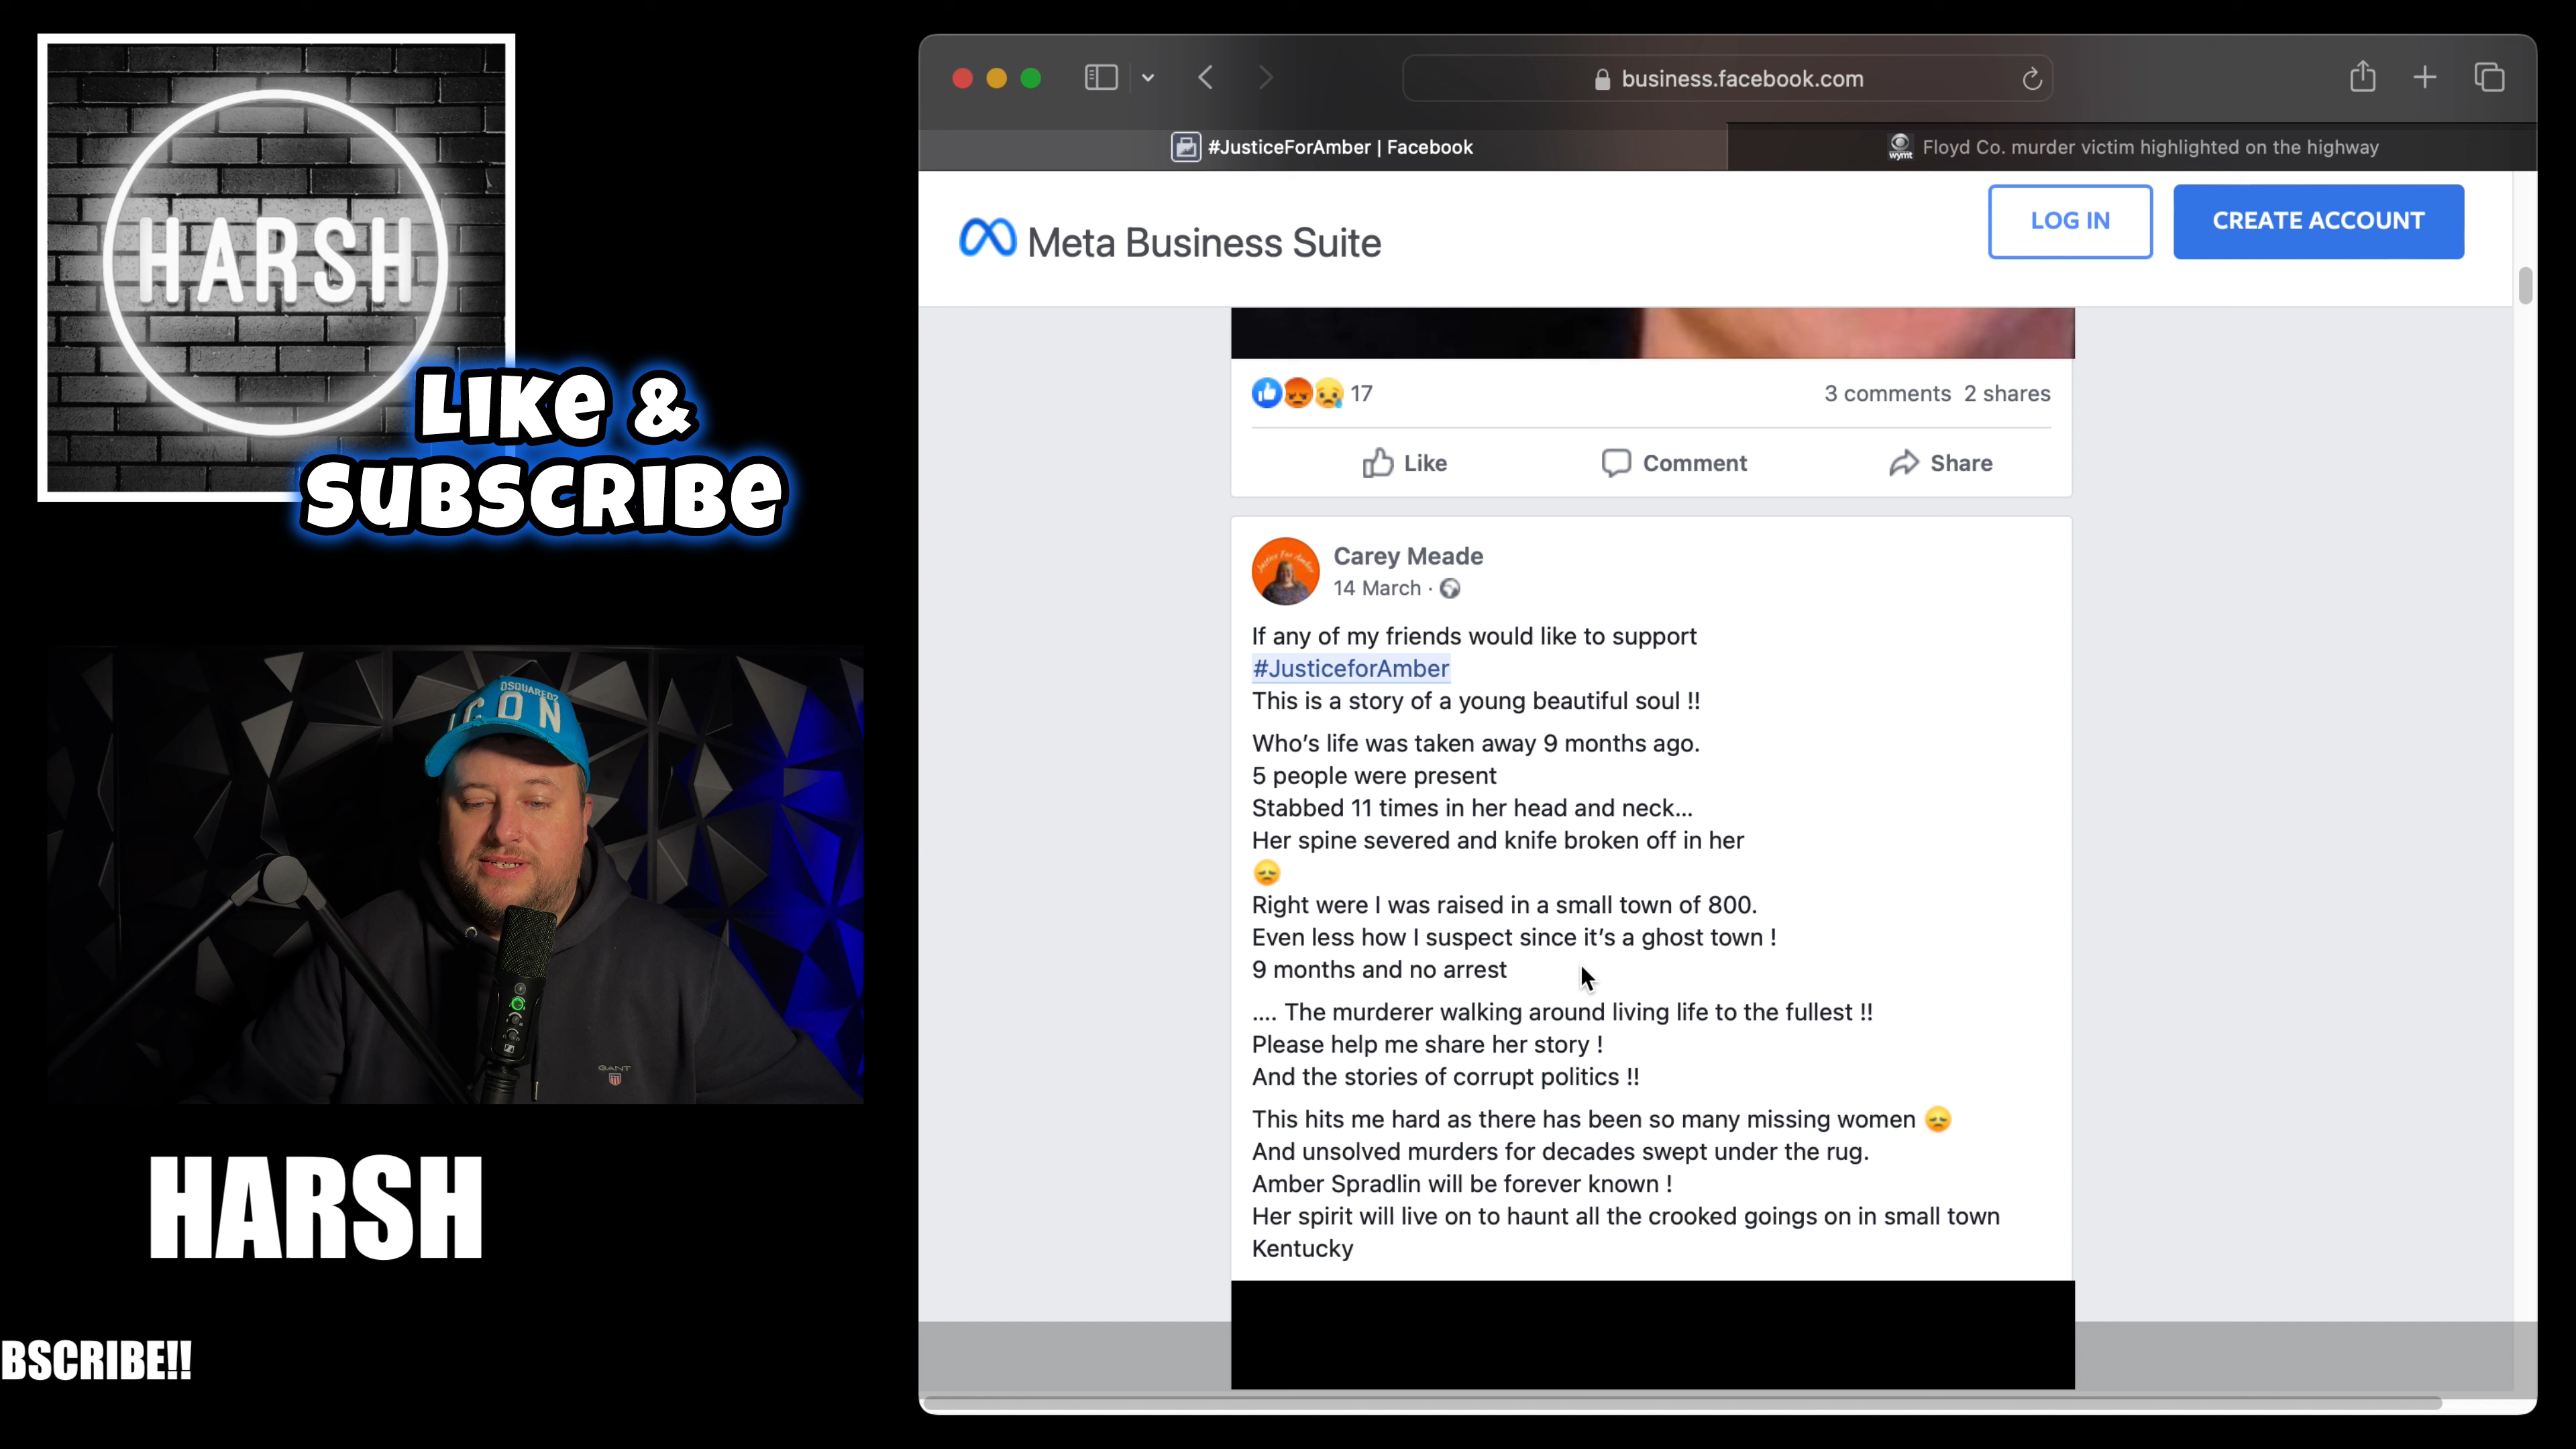 HARSH
LIKE &
SUBSCRIBE
DSQUARED2
ICON
GANT
HARSH
BSCRIBE!!
business.facebook.com
#JusticeForAmber | Facebook
wymt
Floyd Co. murder victim highlighted on the highway
Meta Business Suite
LOG IN
CREATE ACCOUNT
17
3 comments 2 shares
Like
Comment
Share
Justice For Amber
Carey Meade
14 March ·
If any of my friends would like to support
#JusticeforAmber
This is a story of a young beautiful soul !!
Who's life was taken away 9 months ago.
5 people were present
Stabbed 11 times in her head and neck...
Her spine severed and knife broken off in her
😞
Right were I was raised in a small town of 800.
Even less how I suspect since it's a ghost town !
9 months and no arrest
.... The murderer walking around living life to the fullest !!
Please help me share her story !
And the stories of corrupt politics !!
This hits me hard as there has been so many missing women 😞
And unsolved murders for decades swept under the rug.
Amber Spradlin will be forever known !
Her spirit will live on to haunt all the crooked goings on in small town
Kentucky